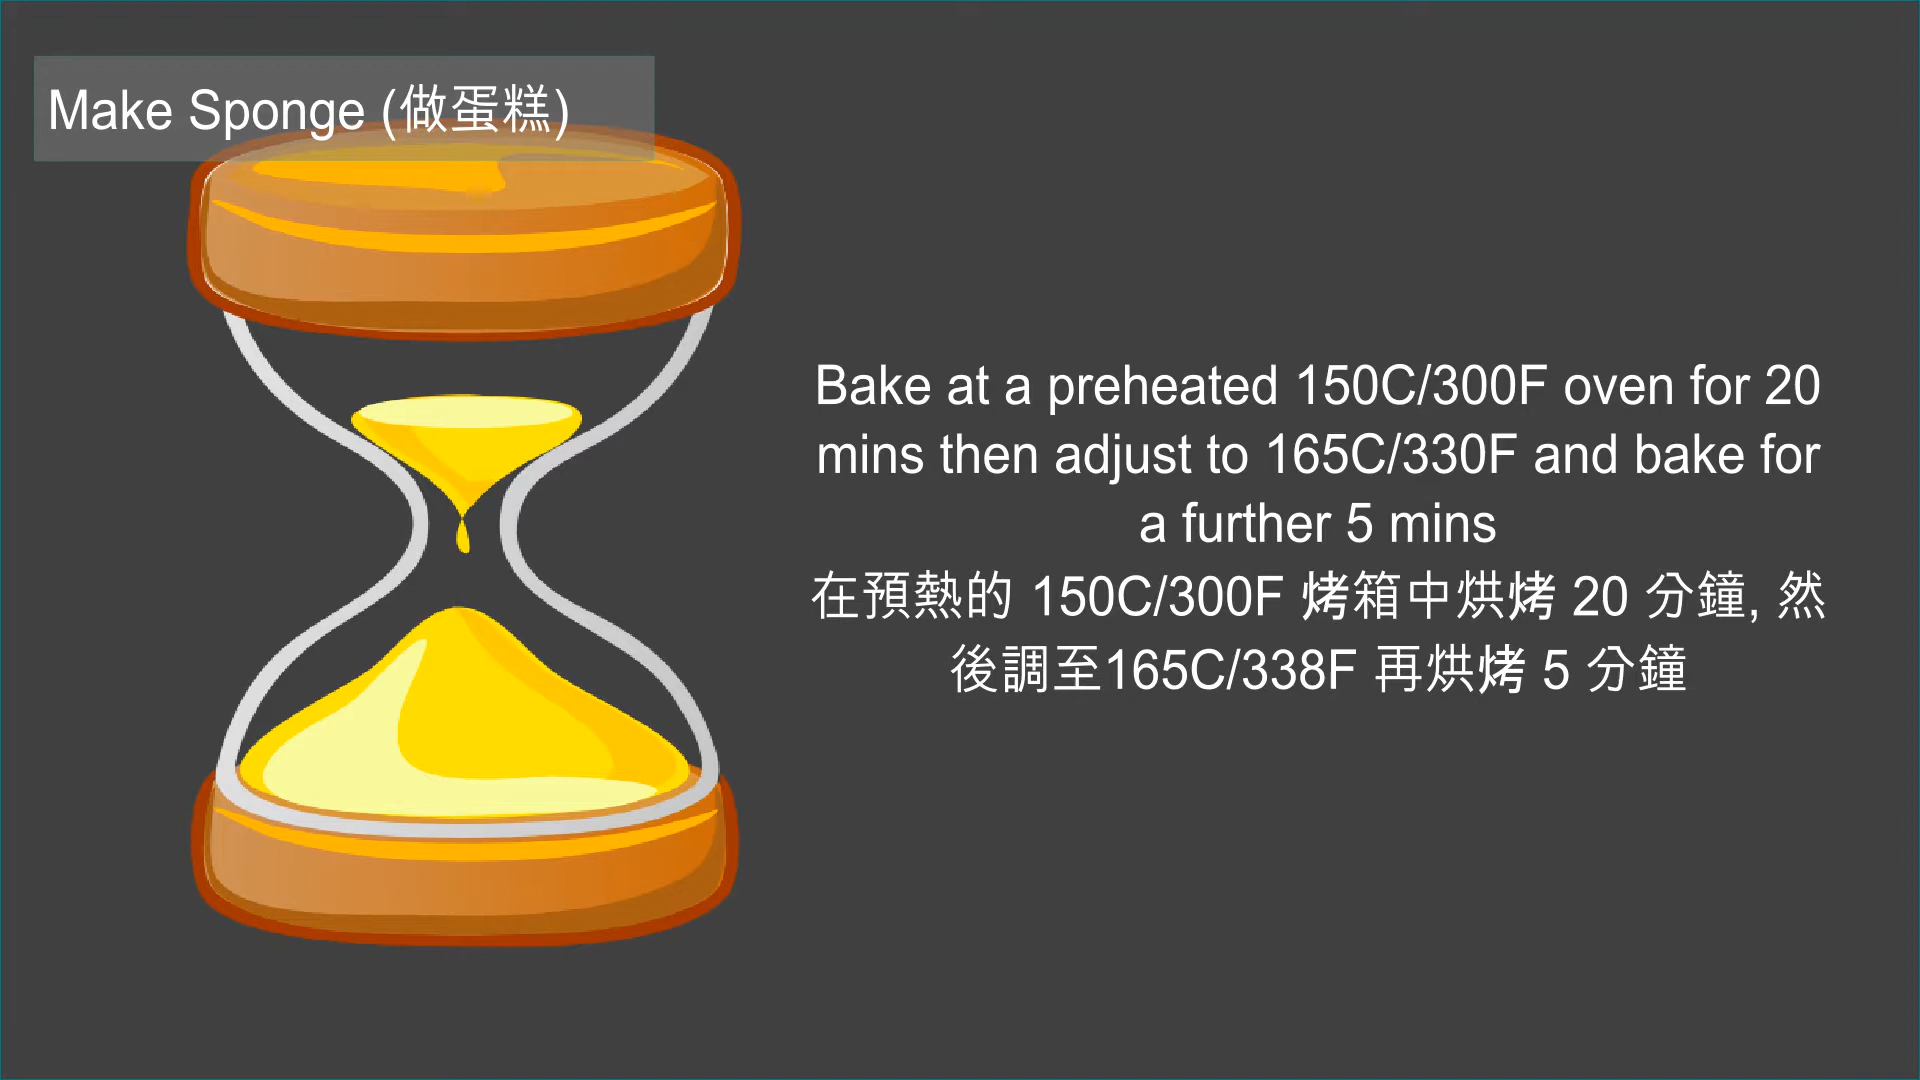 Make Sponge (做蛋糕)
Bake at a preheated 150C/300F oven for 20
mins then adjust to 165C/330F and bake for
a further 5 mins
在預熱的 150C/300F 烤箱中烘烤 20 分鐘, 然
後調至165C/338F 再烘烤 5 分鐘